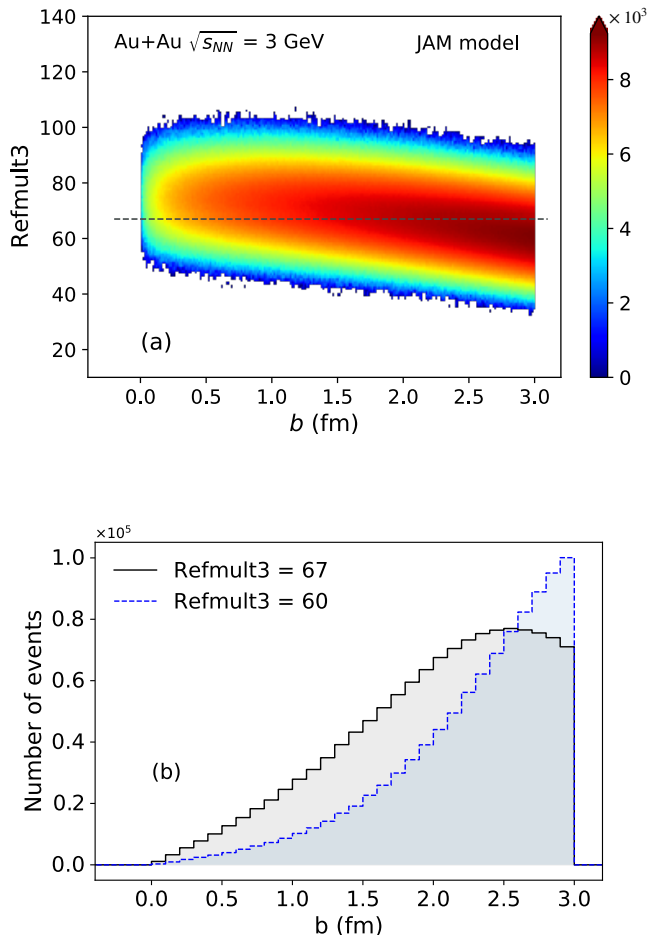 Au+Au √s_NN = 3 GeV JAM model
×10³
140
120
100
80
60
40
20
Refmult3
(a)
0.0 0.5 1.0 1.5 2.0 2.5 3.0
b (fm)
8
6
4
2
0
×10⁵
Refmult3 = 67
Refmult3 = 60
1.0
0.8
0.6
0.4
0.2
0.0
Number of events
(b)
0.0 0.5 1.0 1.5 2.0 2.5 3.0
b (fm)